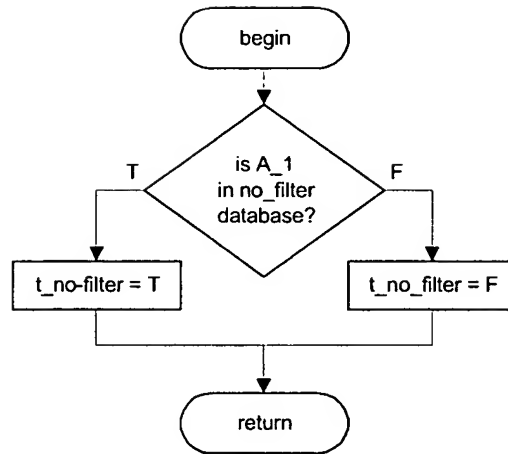 begin
T
is A_1
F
in no_filter
database?
t_no-filter = T
t_no_filter = F
return